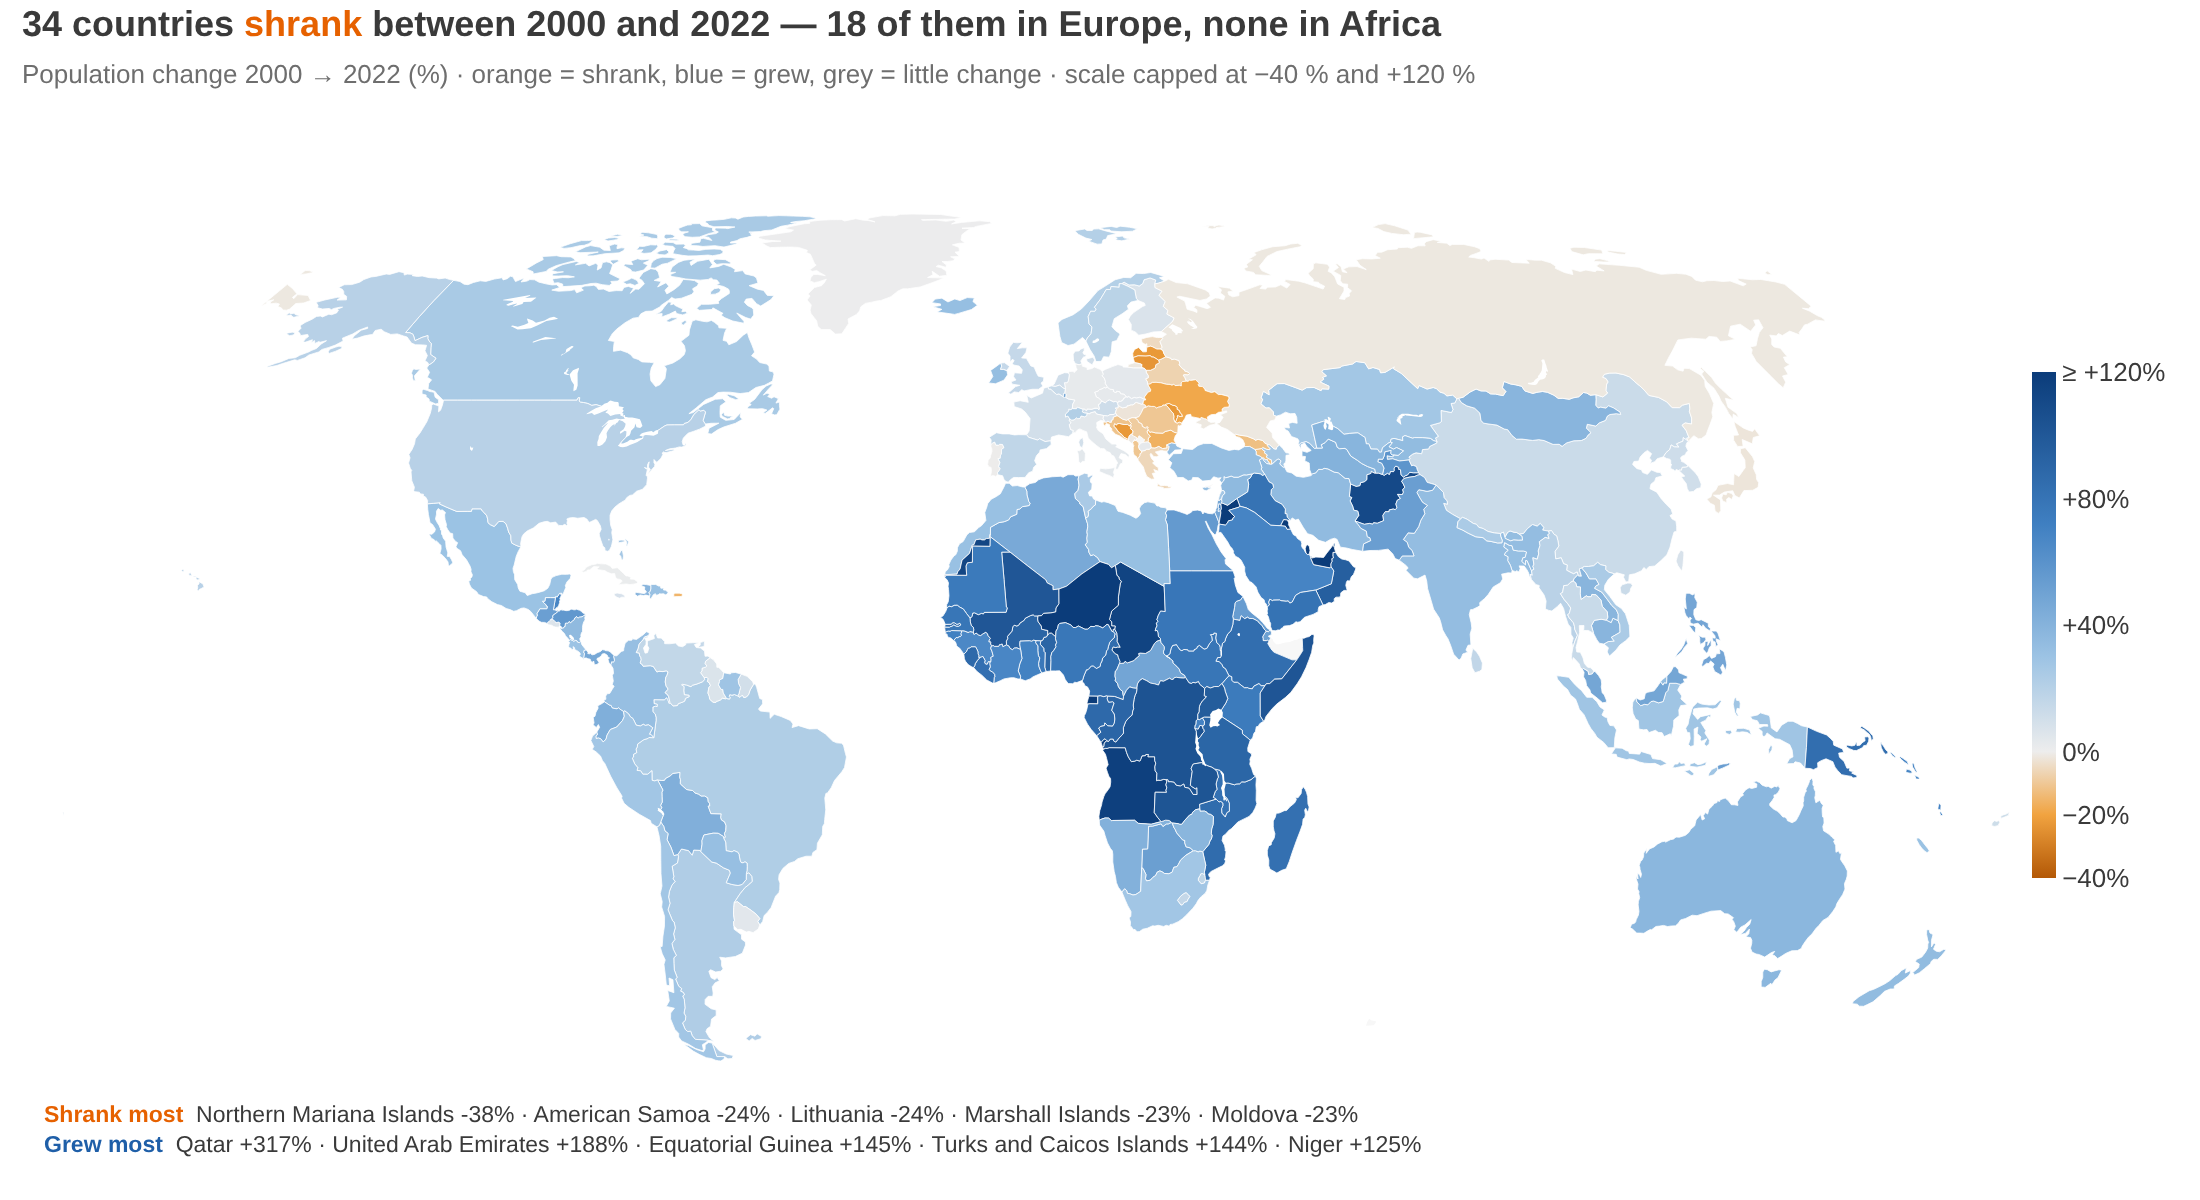 34 countries shrank between 2000 and 2022 — 18 of them in Europe, none in Africa
Population change 2000 → 2022 (%) · orange = shrank, blue = grew, grey = little change · scale capped at −40 % and +120 %
≥ +120%
+80%
+40%
0%
−20%
−40%
Shrank most Northern Mariana Islands -38% · American Samoa -24% · Lithuania -24% · Marshall Islands -23% · Moldova -23%
Grew most Qatar +317% · United Arab Emirates +188% · Equatorial Guinea +145% · Turks and Caicos Islands +144% · Niger +125%